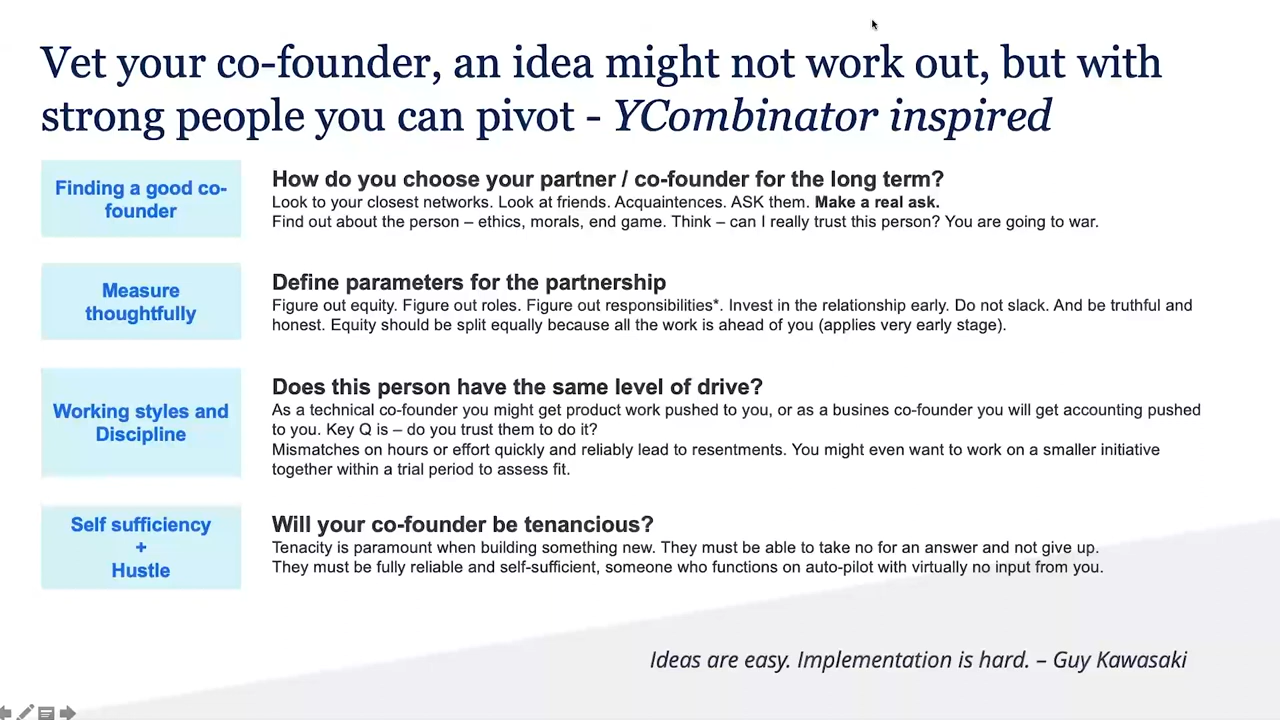 Vet your co-founder, an idea might not work out, but with
strong people you can pivot - YCombinator inspired
Finding a good co-
founder
How do you choose your partner / co-founder for the long term?
Look to your closest networks. Look at friends. Acquaintences. ASK them. Make a real ask.
Find out about the person – ethics, morals, end game. Think – can I really trust this person? You are going to war.
Measure
thoughtfully
Define parameters for the partnership
Figure out equity. Figure out roles. Figure out responsibilities*. Invest in the relationship early. Do not slack. And be truthful and
honest. Equity should be split equally because all the work is ahead of you (applies very early stage).
Working styles and
Discipline
Does this person have the same level of drive?
As a technical co-founder you might get product work pushed to you, or as a busines co-founder you will get accounting pushed
to you. Key Q is – do you trust them to do it?
Mismatches on hours or effort quickly and reliably lead to resentments. You might even want to work on a smaller initiative
together within a trial period to assess fit.
Self sufficiency
+
Hustle
Will your co-founder be tenancious?
Tenacity is paramount when building something new. They must be able to take no for an answer and not give up.
They must be fully reliable and self-sufficient, someone who functions on auto-pilot with virtually no input from you.
Ideas are easy. Implementation is hard. – Guy Kawasaki